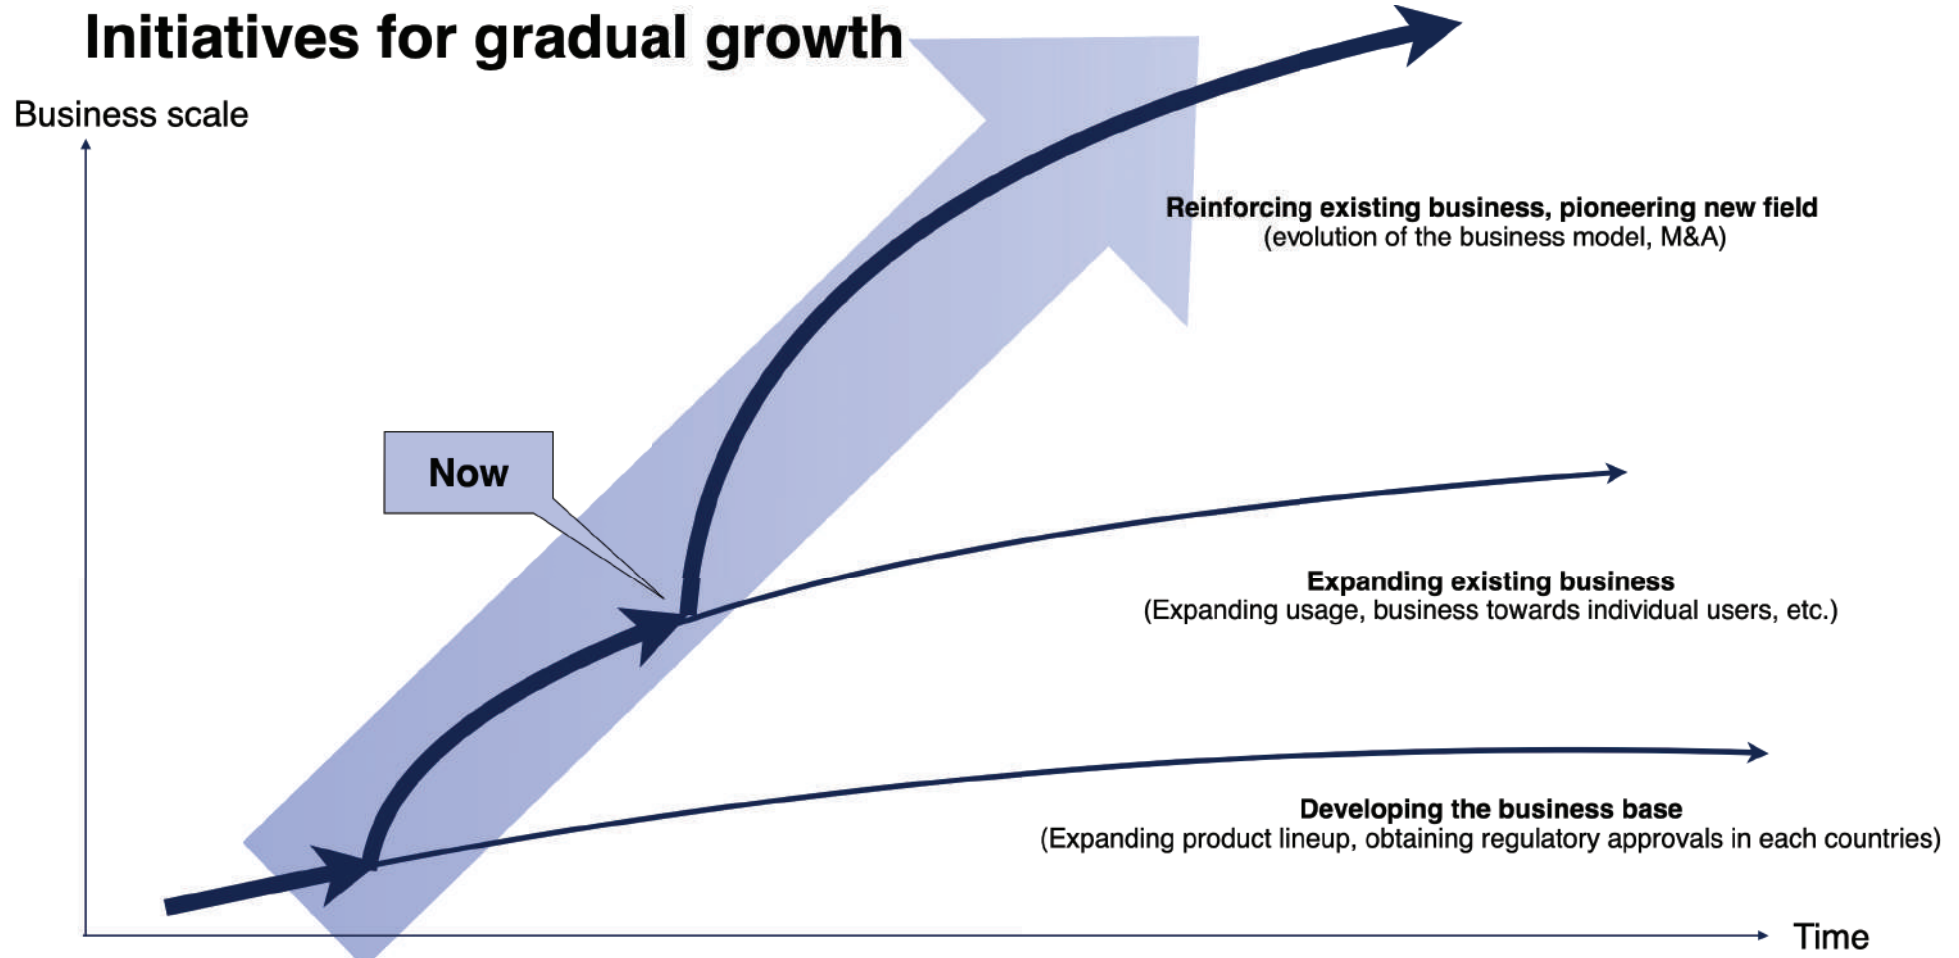 Initiatives for gradual growth
Business scale
Reinforcing existing business, pioneering new field
(evolution of the business model, M&A)
Now
Expanding existing business
(Expanding usage, business towards individual users, etc.)
Developing the business base
(Expanding product lineup, obtaining regulatory approvals in each countries)
Time